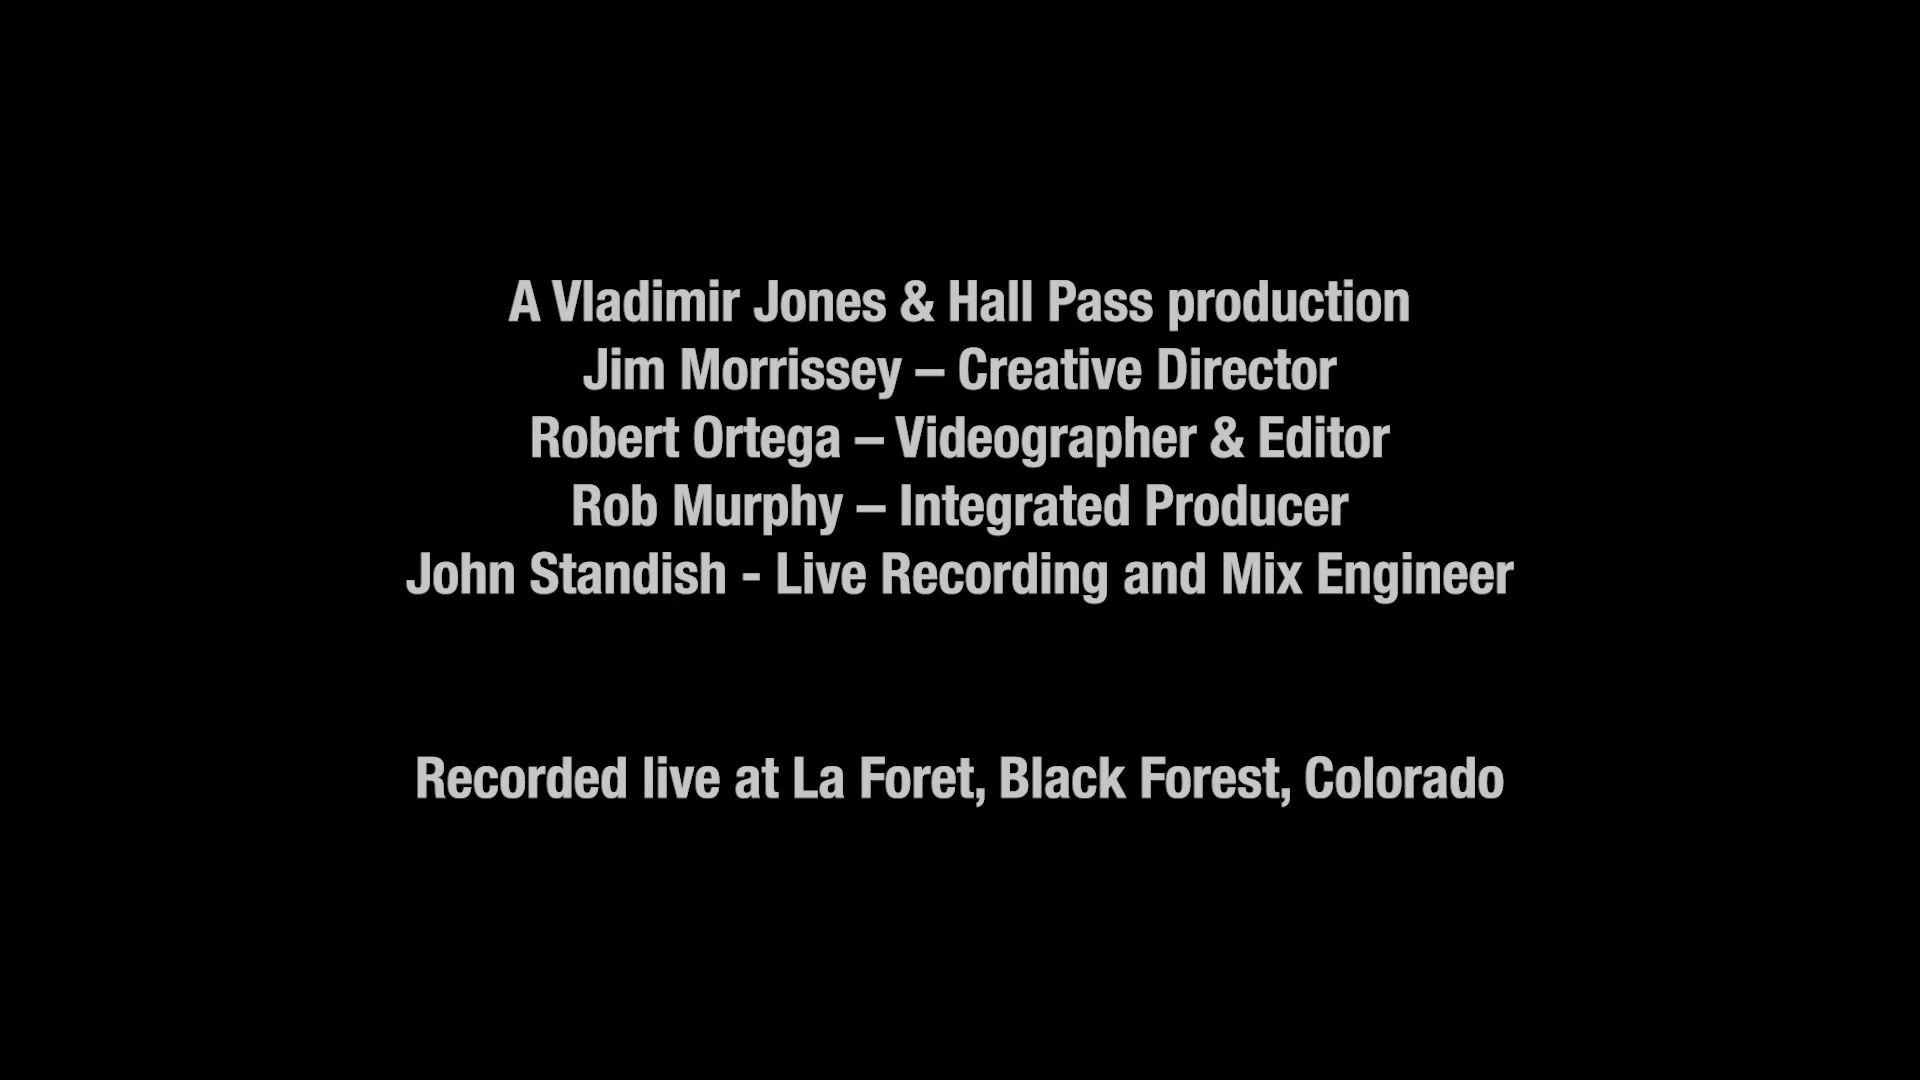 A Vladimir Jones & Hall Pass production
Jim Morrissey – Creative Director
Robert Ortega – Videographer & Editor
Rob Murphy – Integrated Producer
John Standish - Live Recording and Mix Engineer
Recorded live at La Foret, Black Forest, Colorado